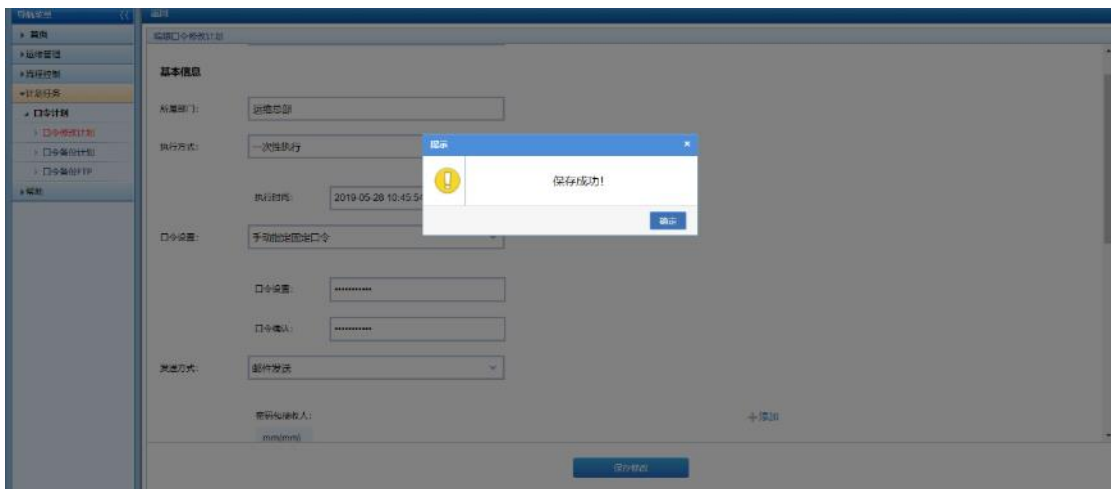 导航菜单
首页
运维管理
流程控制
计划任务
口令计划
口令修改计划
口令备份计划
口令备份FTP
帮助
编辑口令修改计划
基本信息
所属部门:
运维总部
执行方式:
一次性执行
执行时间:
2019-05-28 10:45:54
口令设置:
手动指定固定口令
口令设置:
•••••••••••
口令确认:
•••••••••••
发送方式:
邮件发送
密码包接收人:
添加
mm(mm)
保存修改
提示
×
保存成功!
确定